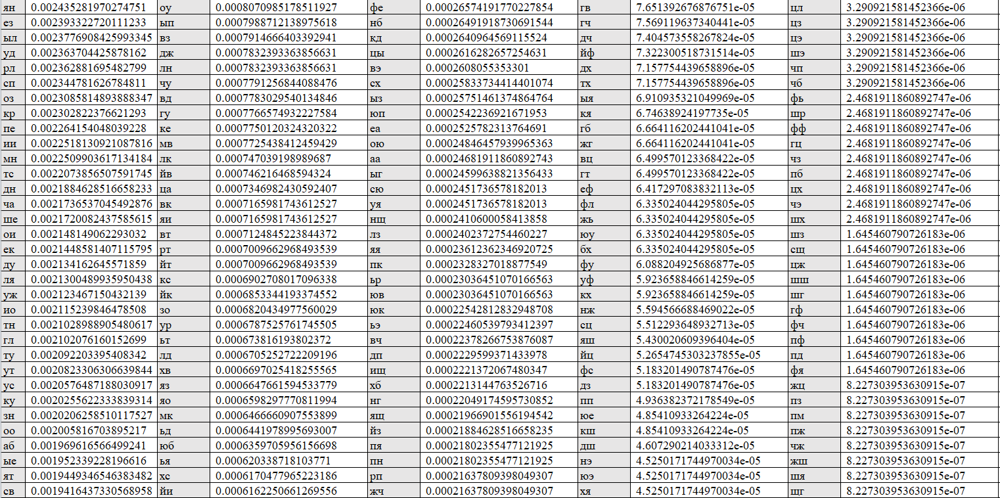 ян 0.002435281970274751 оу 0.0008070985178511927 фе 0.00026574191770227854 гв 7.651392676876751e-05 цл 3.290921581452366e-06
ез 0.002393322720111233 ып 0.0007988712138975618 нб 0.00026491918730691544 гч 7.569119637340441e-05 цз 3.290921581452366e-06
ыл 0.0023776908425993345 вз 0.0007914666403392941 кд 0.0002640964569115524 дч 7.404573558267824e-05 цэ 3.290921581452366e-06
уд 0.002363704425878162 дж 0.0007832393363856631 цы 0.0002616282657254631 йф 7.322300518731514e-05 шэ 3.290921581452366e-06
рл 0.002362881695482799 лн 0.0007832393363856631 вэ 0.0002608055353301 дх 7.157754439658896e-05 чп 3.290921581452366e-06
сп 0.002344781626784811 чу 0.0007791256844088476 сх 0.00025833734414401074 тх 7.157754439658896e-05 чб 3.290921581452366e-06
оз 0.0023085814893888347 вд 0.0007783029540134846 ыз 0.00025751461374864764 ыя 6.910935321049969e-05 фь 2.4681911860892747e-06
кр 0.002302822376621293 гу 0.0007766574932227584 юп 0.0002542236921671953 кя 6.74638924197735e-05 шр 2.4681911860892747e-06
пе 0.002264154048039228 ке 0.0007750120324320322 еа 0.0002525782313764691 гб 6.664116202441041e-05 фф 2.4681911860892747e-06
ии 0.0022518130921087816 мв 0.0007725438412459429 ою 0.00024846457939965363 жг 6.664116202441041e-05 гц 2.4681911860892747e-06
мн 0.0022509903617134184 лк 0.000747039198989687 аа 0.00024681911860892743 вц 6.499570123368422e-05 чз 2.4681911860892747e-06
тс 0.0022073856507591745 йв 0.000746216468594324 ыг 0.00024599638821356433 гт 6.499570123368422e-05 пб 2.4681911860892747e-06
дн 0.0021884628516658233 ца 0.0007346982430592407 сю 0.0002451736578182013 еф 6.417297083832113e-05 цх 2.4681911860892747e-06
ча 0.0021736537045492876 вк 0.0007165981743612527 уя 0.0002451736578182013 фл 6.335024044295805e-05 чэ 2.4681911860892747e-06
ше 0.0021720082437585615 яи 0.0007165981743612527 нщ 0.0002410600058413858 жь 6.335024044295805e-05 шх 2.4681911860892747e-06
ои 0.002148149062293032 вт 0.0007124845223844372 лз 0.0002402372754460227 юу 6.335024044295805e-05 шз 1.645460790726183e-06
ек 0.0021448581407115795 рт 0.0007009662968493539 яя 0.00023612362346920725 бх 6.335024044295805e-05 сщ 1.645460790726183e-06
ду 0.002134162645571859 йт 0.0007009662968493539 пк 0.0002328327018877549 фу 6.088204925686877e-05 цж 1.645460790726183e-06
ля 0.0021300489935950438 кс 0.0006902708017096338 ьр 0.00023036451070166563 уф 5.923658846614259e-05 шш 1.645460790726183e-06
уж 0.002123467150432139 йк 0.0006853344193374552 юв 0.00023036451070166563 кх 5.923658846614259e-05 шг 1.645460790726183e-06
ио 0.002115239846478508 зо 0.0006820434977560029 юк 0.00022542812832948708 нж 5.594566688469022e-05 гф 1.645460790726183e-06
тн 0.0021028988905480617 ур 0.0006787525761745505 ьэ 0.00022460539793412397 сц 5.512293648932713e-05 фч 1.645460790726183e-06
гл 0.002102076160152699 ьт 0.000673816193802372 вч 0.00022378266753876087 яш 5.430020609396404e-05 пф 1.645460790726183e-06
ту 0.002092203395408342 лд 0.0006705252722209196 дп 0.0002229599371433978 йц 5.2654745303237855e-05 пд 1.645460790726183e-06
ут 0.0020823306306639844 хв 0.0006697025418255565 ищ 0.0002221372067480347 фс 5.183201490787476e-05 фя 1.645460790726183e-06
ус 0.0020576487188030917 яз 0.0006647661594533779 хб 0.0002213144763526716 дз 5.183201490787476e-05 жц 8.227303953630915e-07
ку 0.0020255622333839314 яо 0.0006598297770811994 нг 0.00022049174595730852 пп 4.936382372178549e-05 пз 8.227303953630915e-07
зн 0.0020206258510117527 мк 0.0006466660907553899 ящ 0.00021966901556194542 юе 4.85410933264224e-05 пм 8.227303953630915e-07
оо 0.002005816703895217 ьд 0.0006441978995693007 йз 0.00021884628516658235 кш 4.85410933264224e-05 пж 8.227303953630915e-07
аб 0.001969616566499241 юб 0.0006359705956156698 пя 0.00021802355477121925 дш 4.607290214033312e-05 чж 8.227303953630915e-07
ые 0.001952339228196616 ья 0.000620338718103771 пн 0.00021802355477121925 нэ 4.5250171744970034e-05 жш 8.227303953630915e-07
ят 0.0019449346546383482 хс 0.0006170477965223186 рп 0.00021637809398049307 юэ 4.5250171744970034e-05 шя 8.227303953630915e-07
св 0.0019416437330568958 йи 0.0006162250661269556 жч 0.00021637809398049307 хя 4.5250171744970034e-05 щг 8.227303953630915e-07